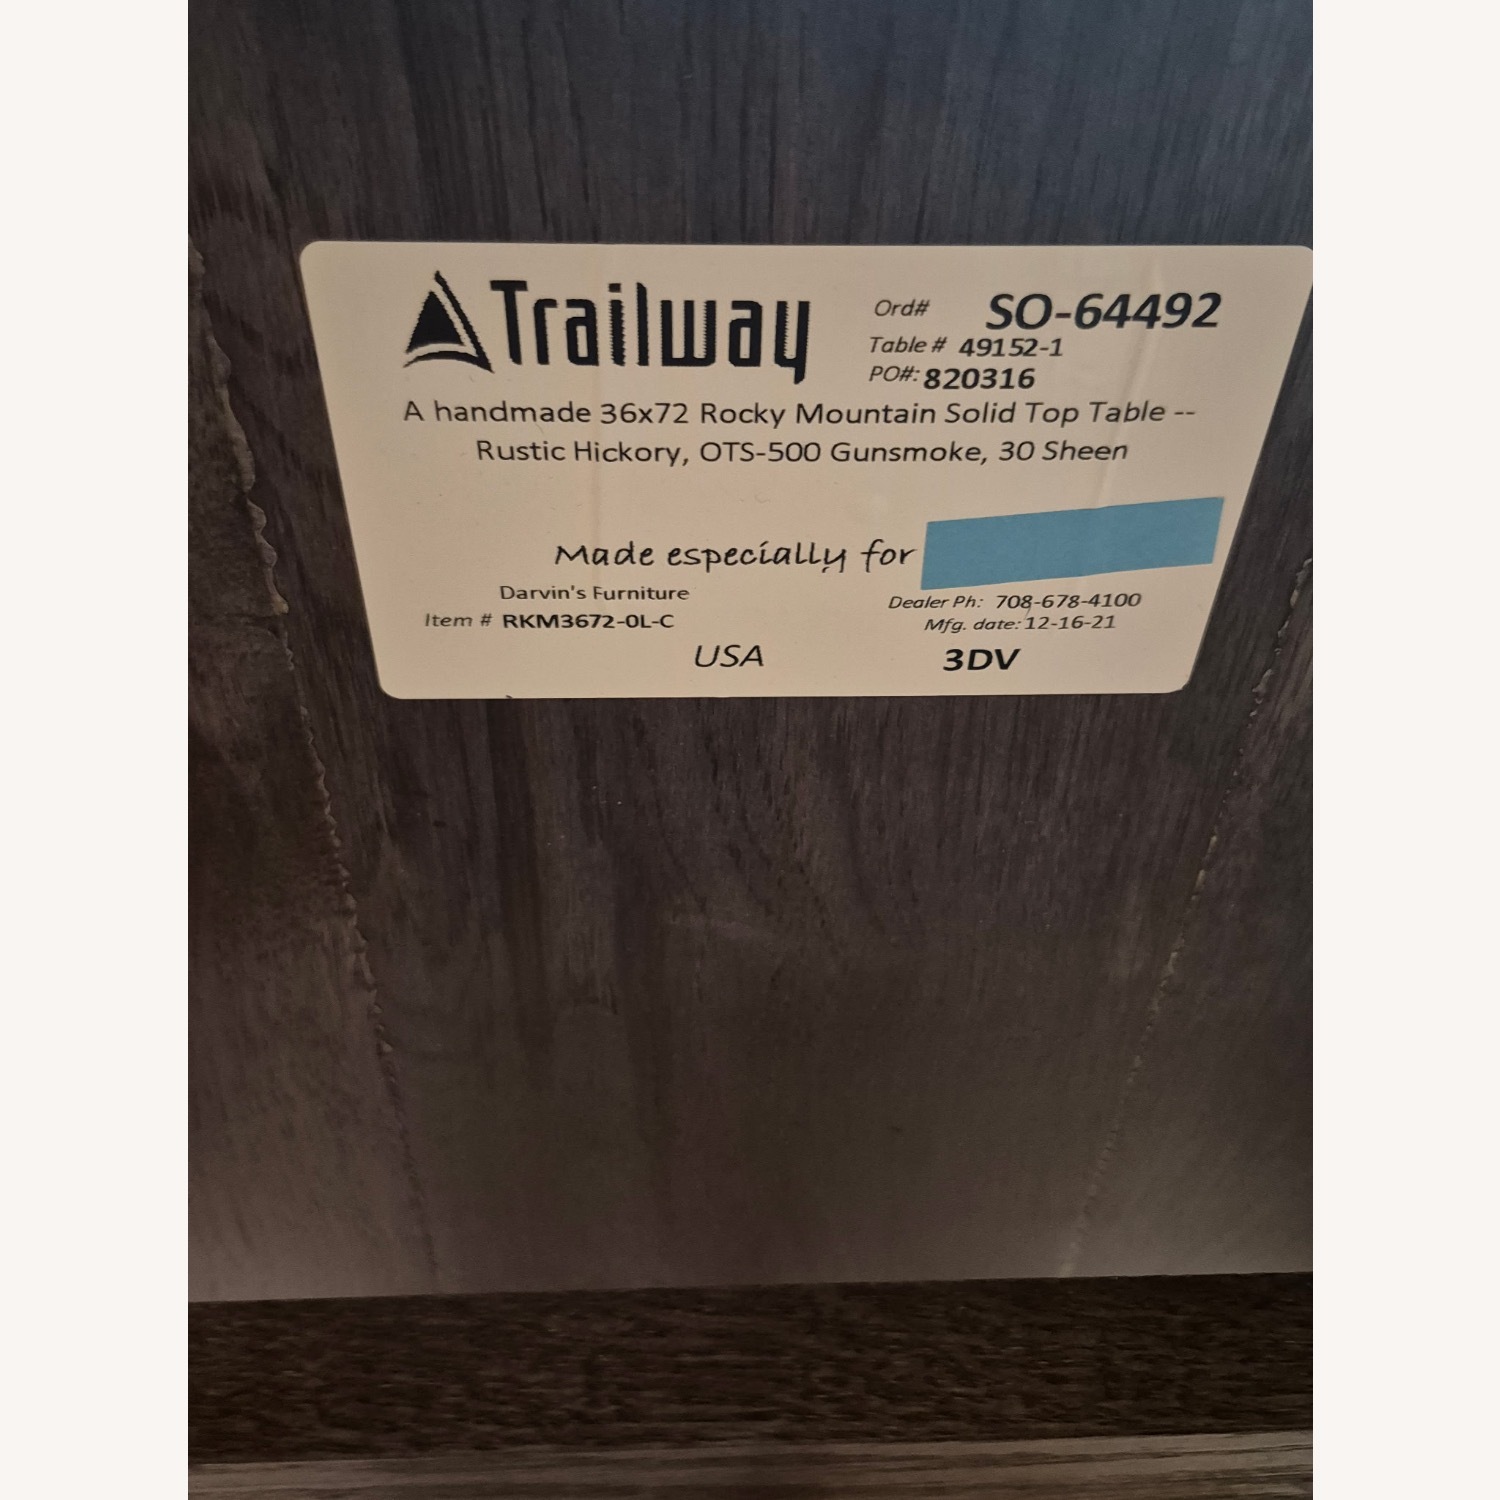 Trailway
Ord# SO-64492
Table # 49152-1
PO#: 820316
A handmade 36x72 Rocky Mountain Solid Top Table --
Rustic Hickory, OTS-500 Gunsmoke, 30 Sheen
Made especially for
Darvin's Furniture
Dealer Ph: 708-678-4100
Item # RKM3672-0L-C
Mfg. date: 12-16-21
USA
3DV